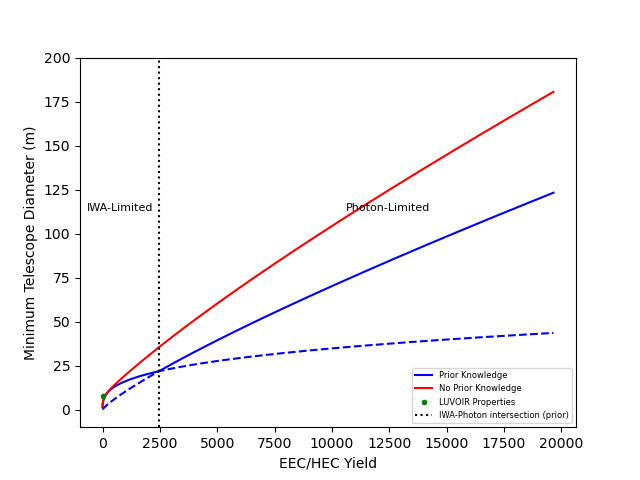 200
175
150
125
100
75
50
25
0
Minimum Telescope Diameter (m)
IWA-Limited
Photon-Limited
Prior Knowledge
No Prior Knowledge
LUVOIR Properties
IWA-Photon intersection (prior)
0 2500 5000 7500 10000 12500 15000 17500 20000
EEC/HEC Yield